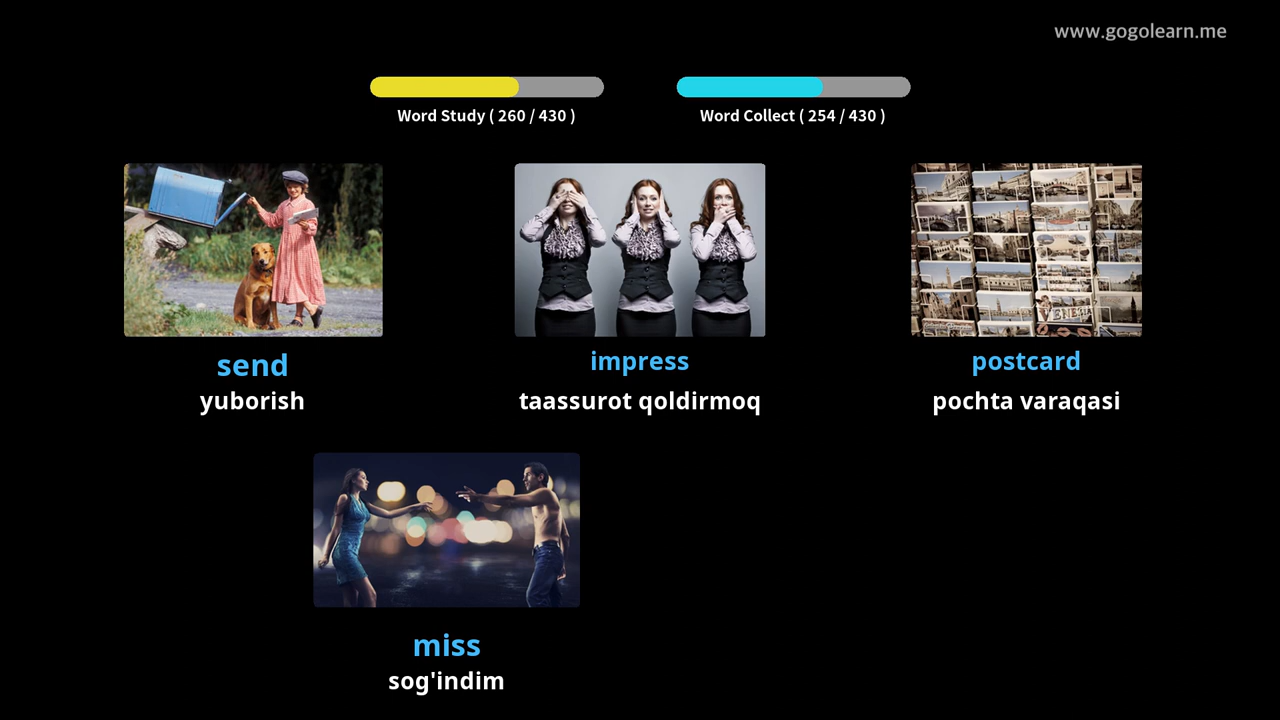 www.gogolearn.me
Word Study ( 260 / 430 )
Word Collect ( 254 / 430 )
send
yuborish
impress
taassurot qoldirmoq
postcard
pochta varaqasi
VENEZIA
miss
sog'indim